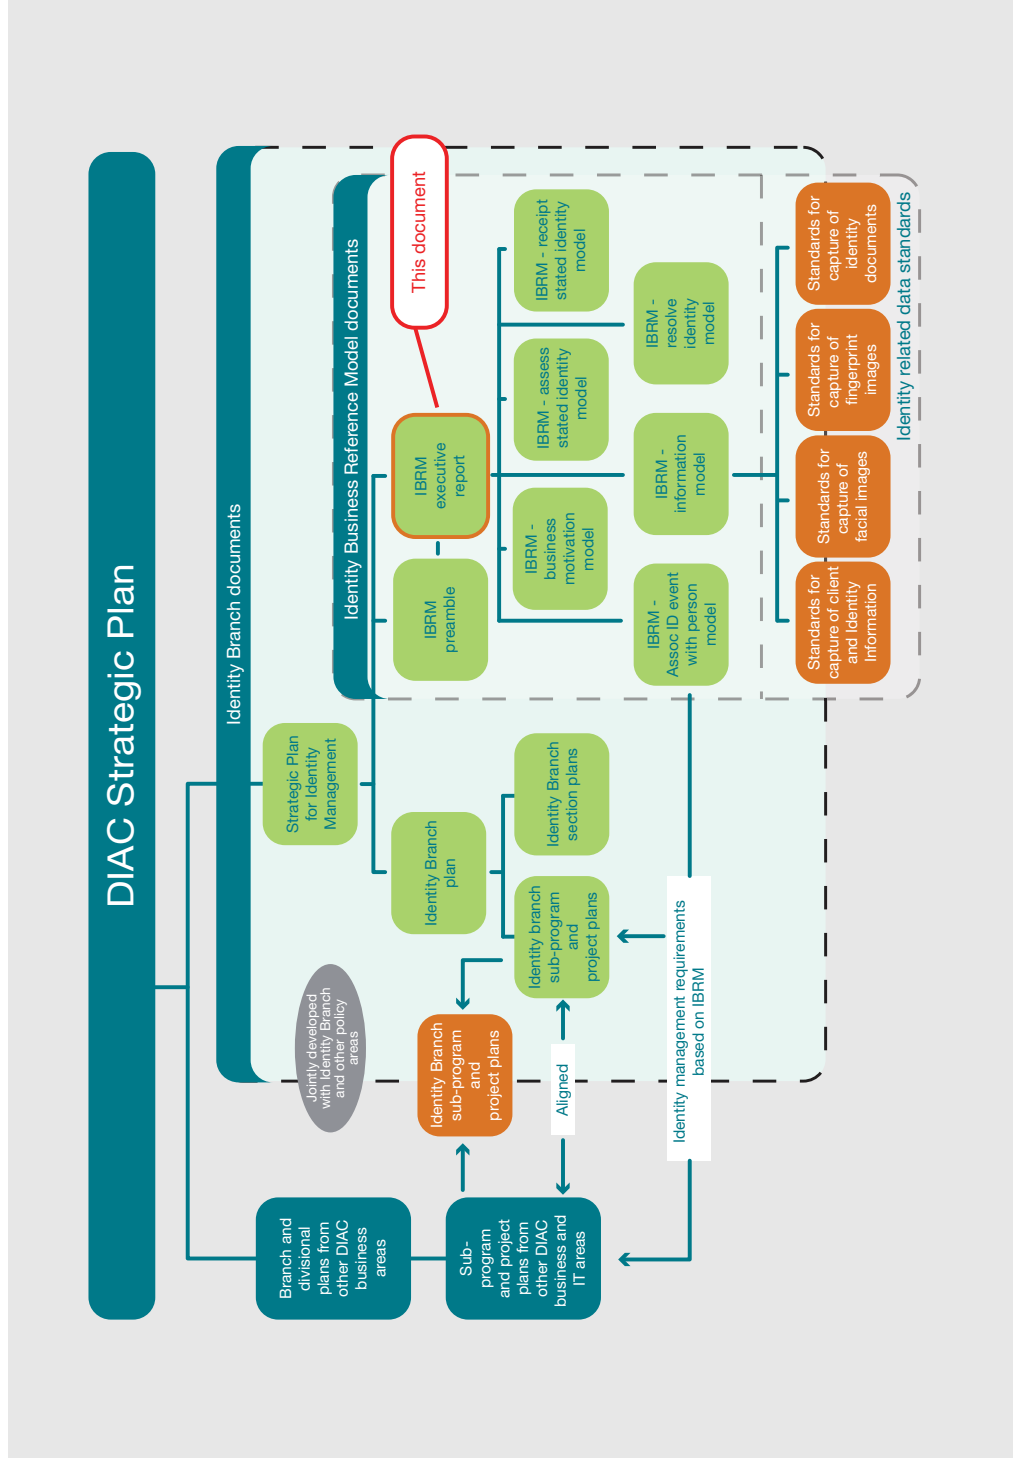 DIAC Strategic Plan
Identity Branch documents
Branch and
divisional
plans from
other DIAC
business
areas
Jointly developed
with Identity Branch
and other policy
areas
Strategic Plan
for Identity
Management
Identity Business Reference Model documents
This document
Sub-
program
and project
plans from
other DIAC
business and
IT areas
Identity Branch
sub-program
and
project plans
Identity Branch
plan
IBRM
preamble
IBRM
executive
report
Aligned
Identity branch
sub-program
and
project plans
Identity Branch
section plans
IBRM -
business
motivation
model
IBRM - assess
stated identity
model
IBRM - receipt
stated identity
model
Identity management requirements
based on IBRM
IBRM -
Assoc ID event
with person
model
IBRM -
information
model
IBRM -
resolve
identity
model
Standards for
capture of client
and Identity
Information
Standards for
capture of
facial images
Standards for
capture of
fingerprint
images
Standards for
capture of
identity
documents
Identity related data standards